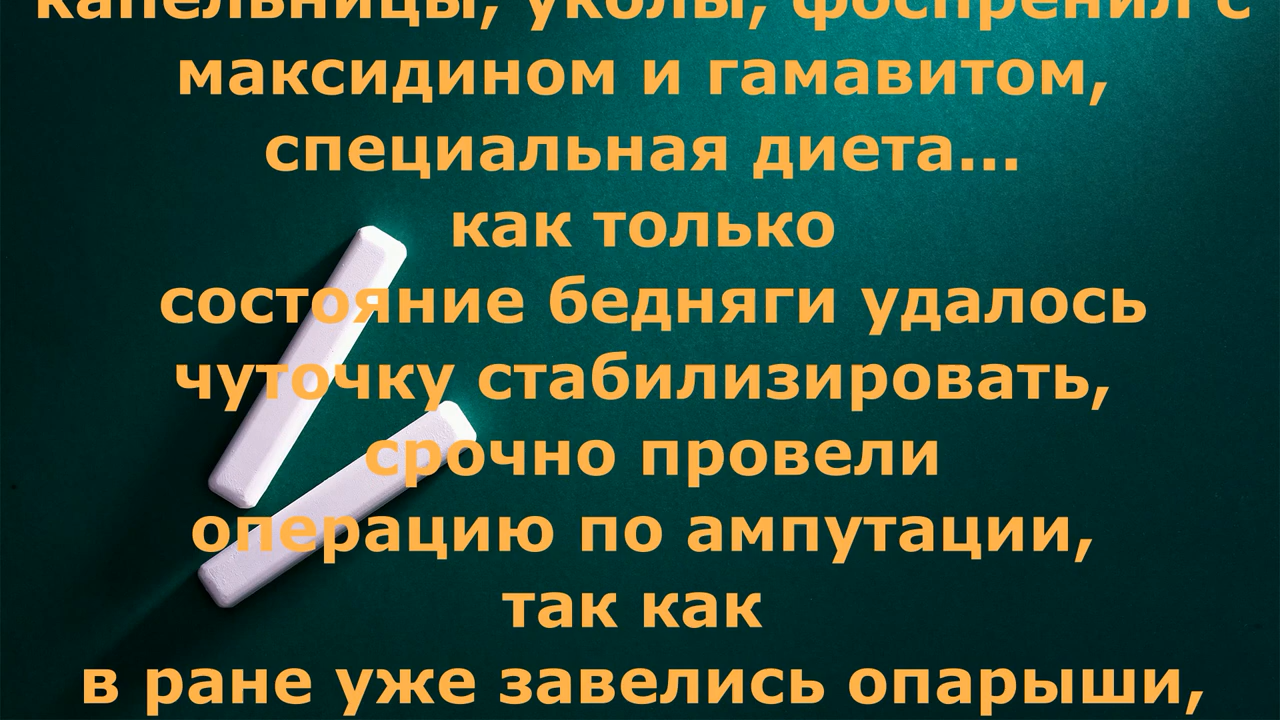 капельницы, уколы, фоспренил с
максидином и гамавитом,
специальная диета...
как только
состояние бедняги удалось
чуточку стабилизировать,
срочно провели
операцию по ампутации,
так как
в ране уже завелись опарыши,